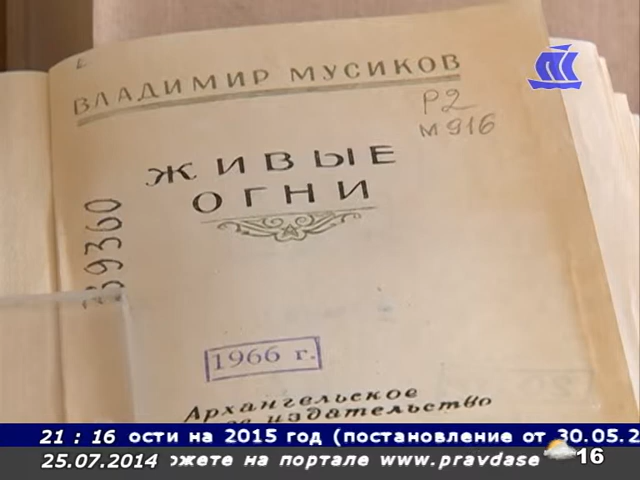 ВЛАДИМИР МУСИКОВ
Р2
м916
ЖИВЫЕ
ОГНИ
39360
1966 г.
Архангельское
издательство
21 : 16 ости на 2015 год (постановление от 30.05.2
25.07.2014 ожете на портале www.pravdase 16